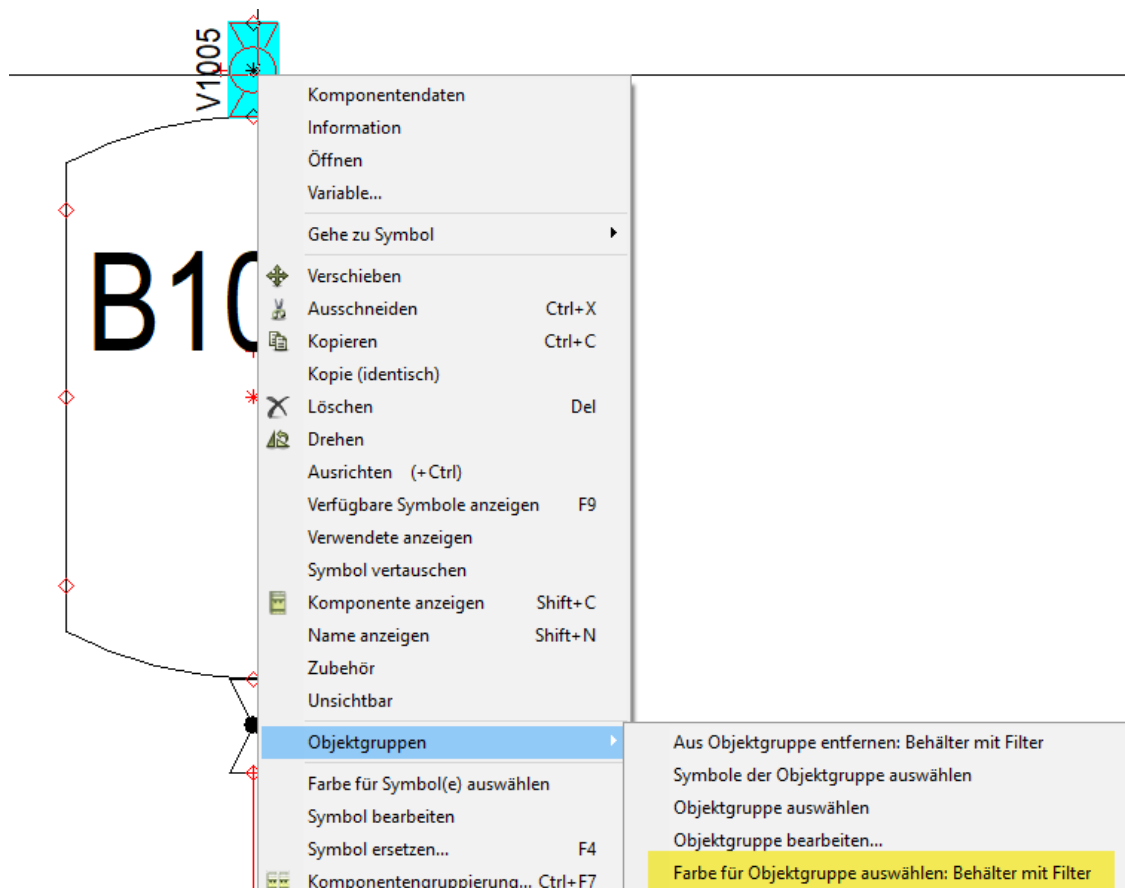 V1005
B10
Komponentendaten
Information
Öffnen
Variable...
Gehe zu Symbol
Verschieben
Ausschneiden Ctrl+X
Kopieren Ctrl+C
Kopie (identisch)
Löschen Del
Drehen
Ausrichten (+Ctrl)
Verfügbare Symbole anzeigen F9
Verwendete anzeigen
Symbol vertauschen
Komponente anzeigen Shift+C
Name anzeigen Shift+N
Zubehör
Unsichtbar
Objektgruppen
Farbe für Symbol(e) auswählen
Symbol bearbeiten
Symbol ersetzen... F4
Komponentengruppierung... Ctrl+F7
Aus Objektgruppe entfernen: Behälter mit Filter
Symbole der Objektgruppe auswählen
Objektgruppe auswählen
Objektgruppe bearbeiten...
Farbe für Objektgruppe auswählen: Behälter mit Filter